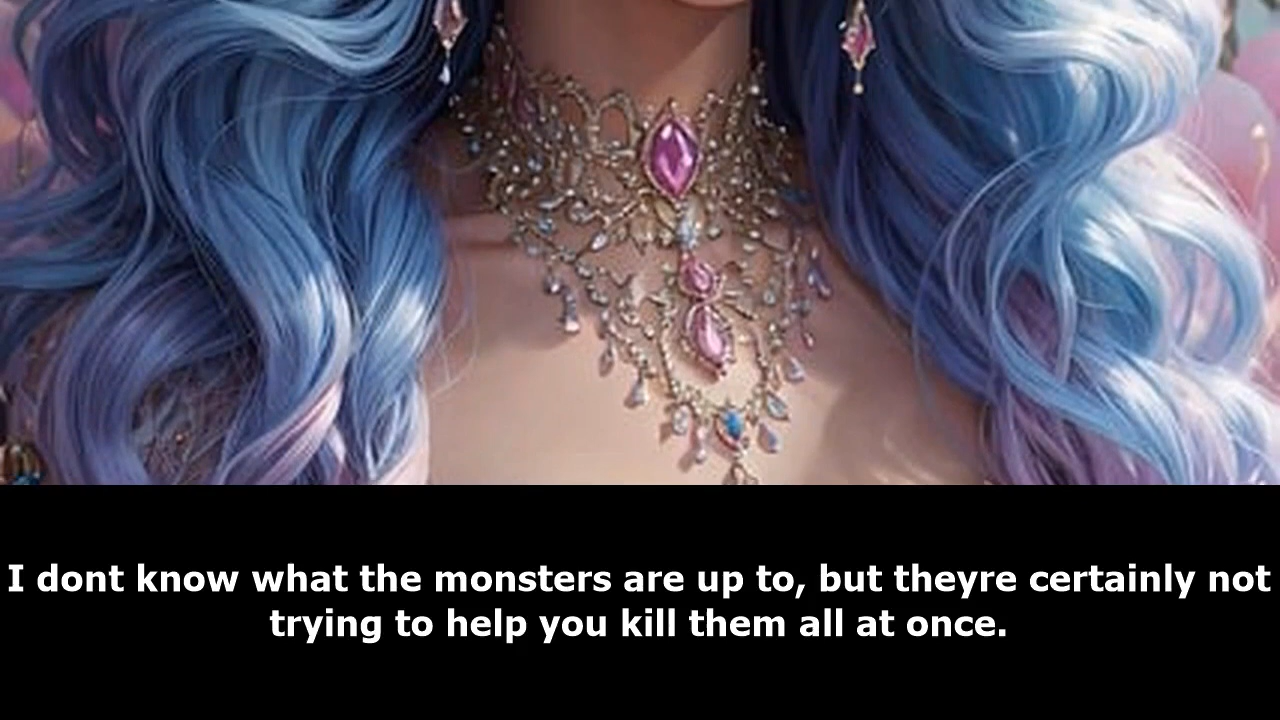 I dont know what the monsters are up to, but theyre certainly not
trying to help you kill them all at once.